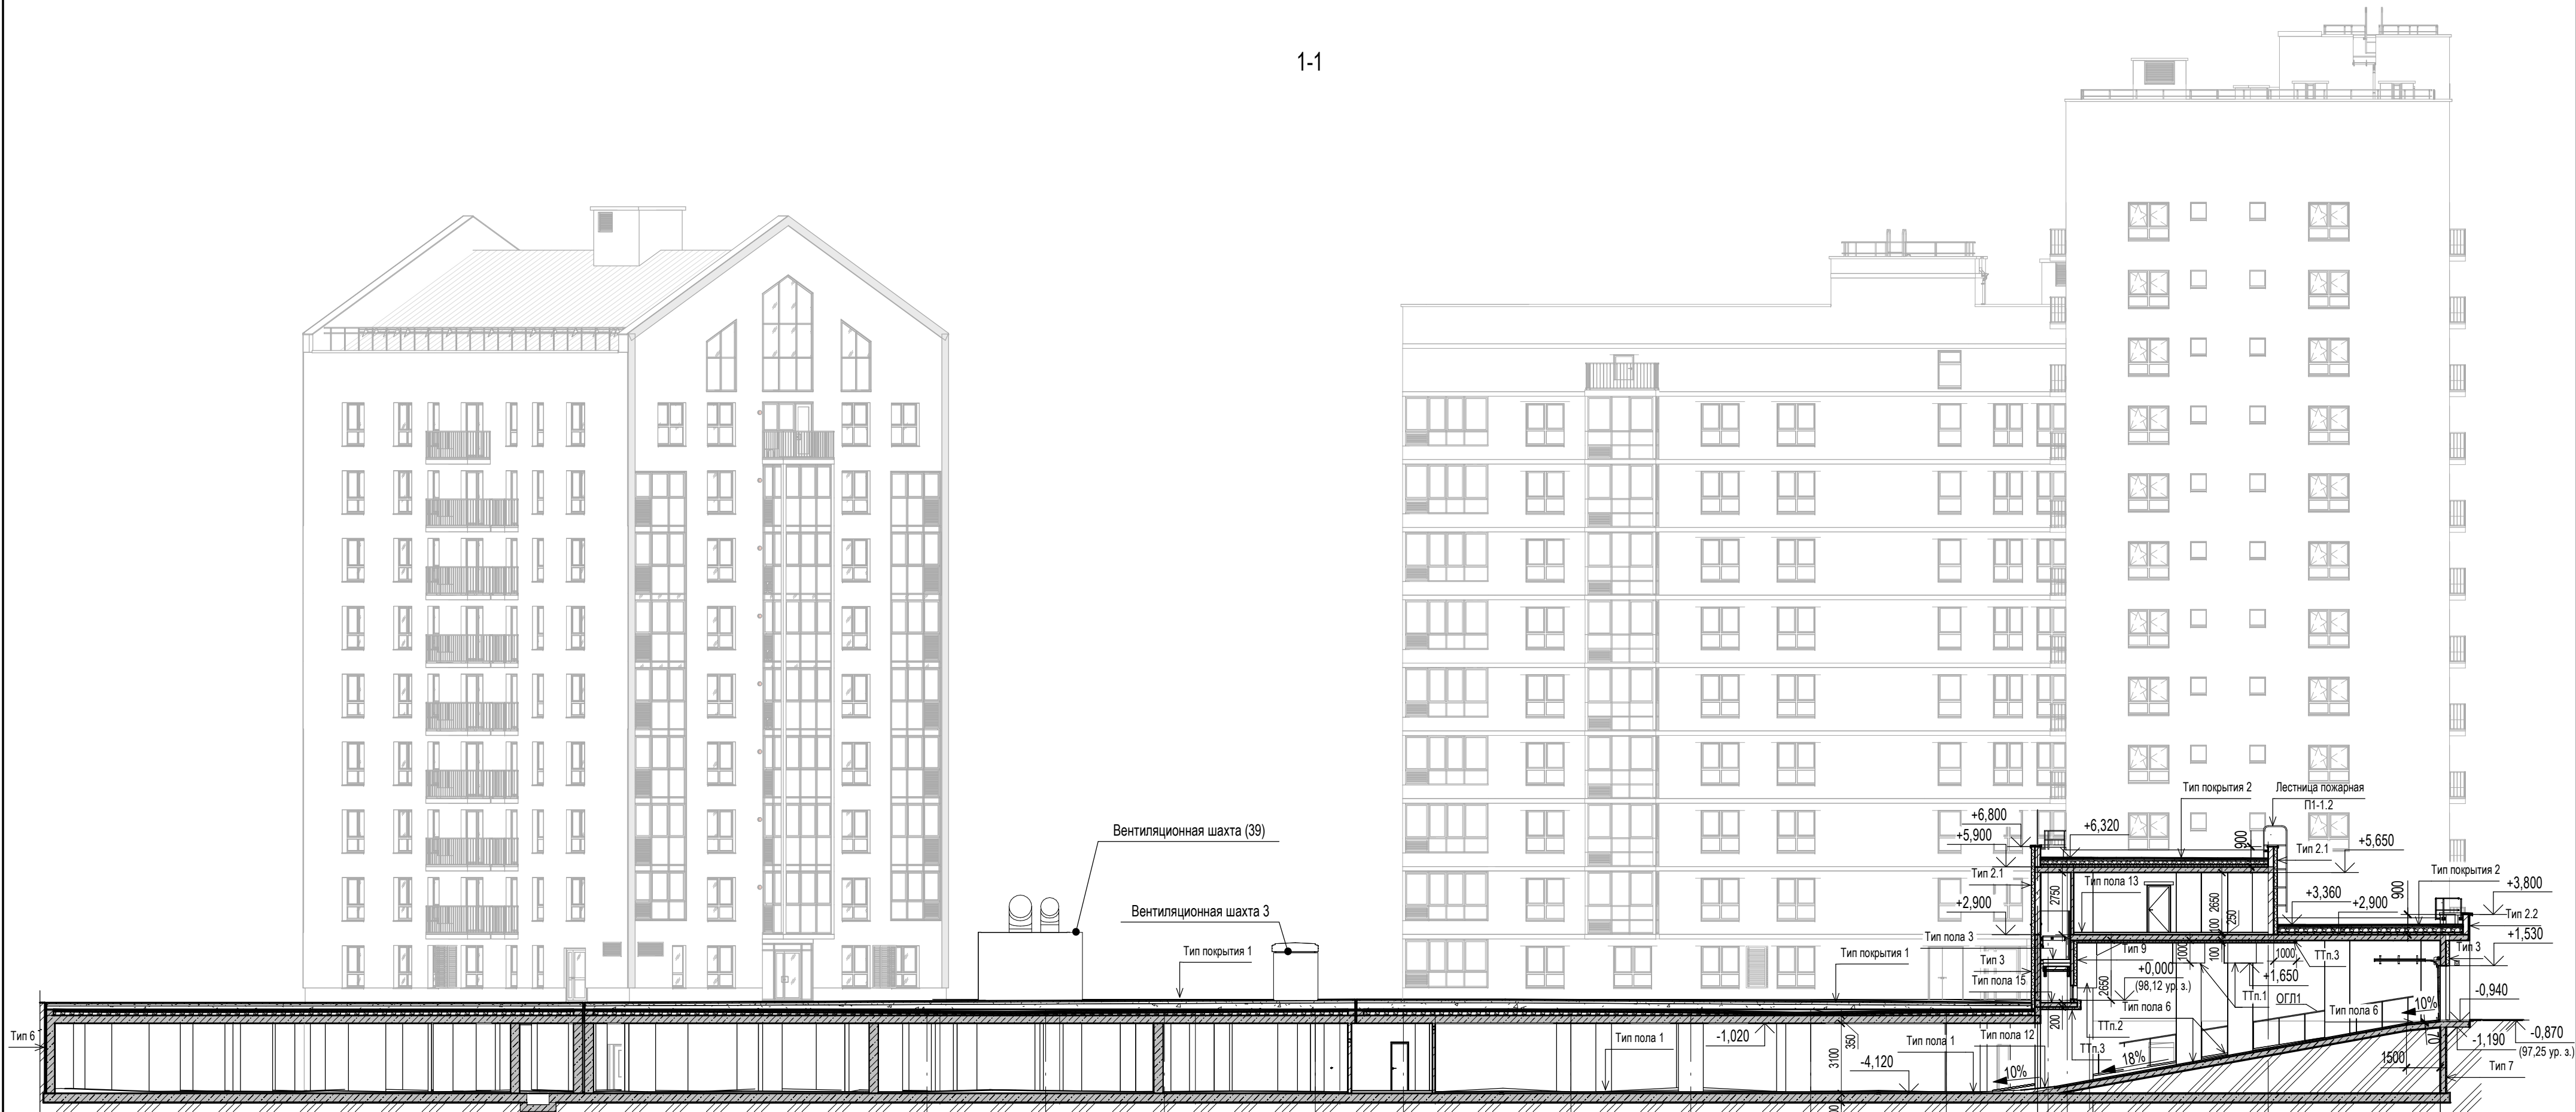 1-1
Тип покрытия 2
Лестница пожарная
П1-1.2
+6,800
+6,320
+5,900
900
Тип 2.1
+5,650
Вентиляционная шахта (39)
Тип 2.1
Тип пола 13
Тип покрытия 2
2750
2650
+3,360
900
+3,800
+2,900
+2,900
Вентиляционная шахта 3
100
250
Тип 2.2
+1,530
Тип пола 3
Тип покрытия 1
Тип покрытия 1
Тип 9
1000
100
1000
ТТп.3
Тип 3
Тип 3
+0,000
(98,12 ур. з.)
+1,650
Тип пола 15
2650
ТТп.1
ОГЛ1
-0,940
Тип пола 6
Тип пола 6
10%
200
ТТп.2
Тип 6
Тип пола 1
-1,020
350
Тип пола 1
Тип пола 12
-0,870
-1,190
(97,25 ур. з.)
3100
ТТп.3
18%
1500
-4,120
10%
Тип 7